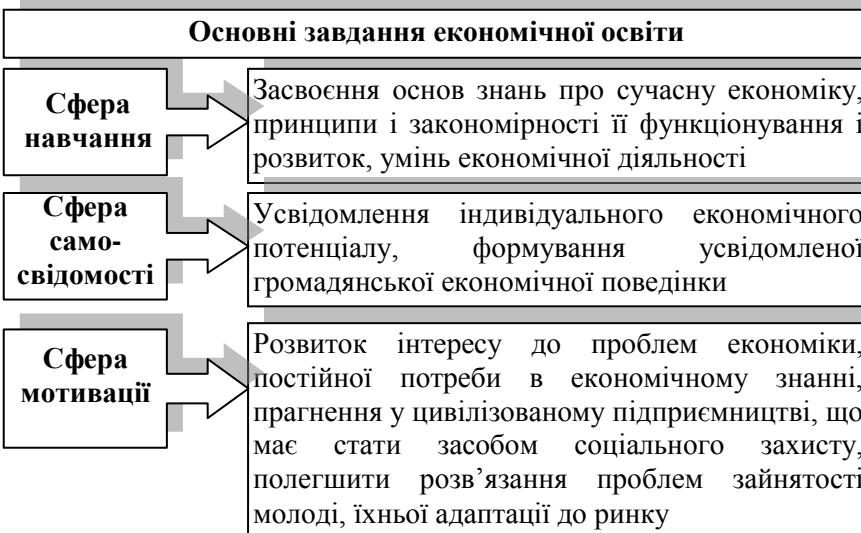 Основні завдання економічної освіти
Сфера
навчання
Засвоєння основ знань про сучасну економіку,
принципи і закономірності її функціонування і
розвиток, умінь економічної діяльності
Сфера
само-
свідомості
Усвідомлення індивідуального економічного
потенціалу, формування усвідомленої
громадянської економічної поведінки
Сфера
мотивації
Розвиток інтересу до проблем економіки,
постійної потреби в економічному знанні,
прагнення у цивілізованому підприємництві, що
має стати засобом соціального захисту,
полегшити розв’язання проблем зайнятості
молоді, їхньої адаптації до ринку